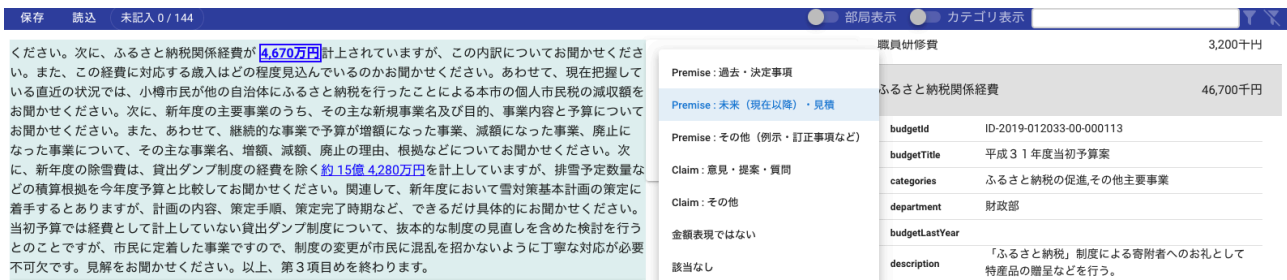 保存 読込 未記入 0 / 144 部局表示 カテゴリ表示
ください。次に、ふるさと納税関係経費が 4,670万円 計上されていますが、この内訳についてお聞かせくださ
い。また、この経費に対応する歳入はどの程度見込んでいるのかお聞かせください。あわせて、現在把握して
いる直近の状況では、小樽市民が他の自治体にふるさと納税を行ったことによる本市の個人市民税の減収額を
お聞かせください。次に、新年度の主要事業のうち、その主な新規事業名及び目的、事業内容と予算について
お聞かせください。また、あわせて、継続的な事業で予算が増額になった事業、減額になった事業、廃止に
なった事業について、その主な事業名、増額、減額、廃止の理由、根拠などについてお聞かせください。次
に、新年度の除雪費は、貸出ダンプ制度の経費を除く約 15億 4,280万円を計上していますが、排雪予定数量な
どの積算根拠を今年度予算と比較してお聞かせください。関連して、新年度において雪対策基本計画の策定に
着手するとありますが、計画の内容、策定手順、策定完了時期など、できるだけ具体的にお聞かせください。
当初予算では経費として計上していない貸出ダンプ制度について、抜本的な制度の見直しを含めた検討を行う
とのことですが、市民に定着した事業ですので、制度の変更が市民に混乱を招かないように丁寧な対応が必要
不可欠です。見解をお聞かせください。以上、第３項目めを終わります。
Premise : 過去・決定事項
Premise : 未来（現在以降）・見積
Premise : その他（例示・訂正事項など）
Claim : 意見・提案・質問
Claim : その他
金額表現ではない
該当なし
職員研修費 3,200千円
ふるさと納税関係経費 46,700千円
budgetId ID-2019-012033-00-000113
budgetTitle 平成３１年度当初予算案
categories ふるさと納税の促進,その他主要事業
department 財政部
budgetLastYear
description 「ふるさと納税」制度による寄附者へのお礼として
特産品の贈呈などを行う。